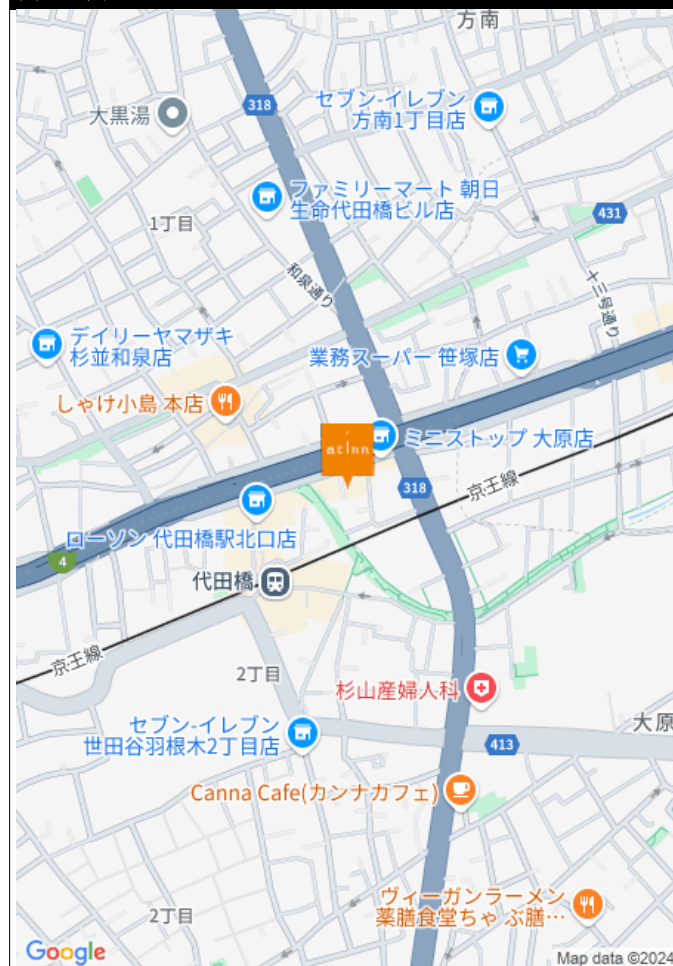 方南
318
セブン-イレブン
方南1丁目店
大黒湯
ファミリーマート 朝日
生命代田橋ビル店
431
1丁目
和泉通り
十三号通り
デイリーヤマザキ
杉並和泉店
業務スーパー 笹塚店
しゃけ小島 本店
atinn
ミニストップ 大原店
318
京王線
ローソン 代田橋駅北口店
4
代田橋
京王線
2丁目
杉山産婦人科
セブン-イレブン
世田谷羽根木2丁目店
大原
413
Canna Cafe(カンナカフェ)
ヴィーガンラーメン
薬膳食堂ちゃ ぶ膳…
2丁目
Google
Map data ©2024